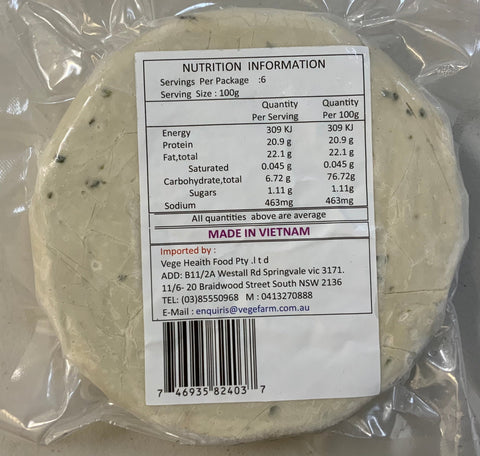 NUTRITION INFORMATION
Servings Per Package :6
Serving Size : 100g
Quantity Per Serving Quantity Per 100g
Energy 309 KJ 309 KJ
Protein 20.9 g 20.9 g
Fat,total 22.1 g 22.1 g
Saturated 0.045 g 0.045 g
Carbohydrate,total 6.72 g 76.72g
Sugars 1.11 g 1.11g
Sodium 463mg 463mg
All quantities above are average
MADE IN VIETNAM
Imported by :
Vege Heaith Food Pty .l t d
ADD: B11/2A Westall Rd Springvale vic 3171.
11/6- 20 Braidwood Street South NSW 2136
TEL: (03)85550968 M : 0413270888
E-Mail : enquiris@vegefarm.com.au
7 46935 82403 7